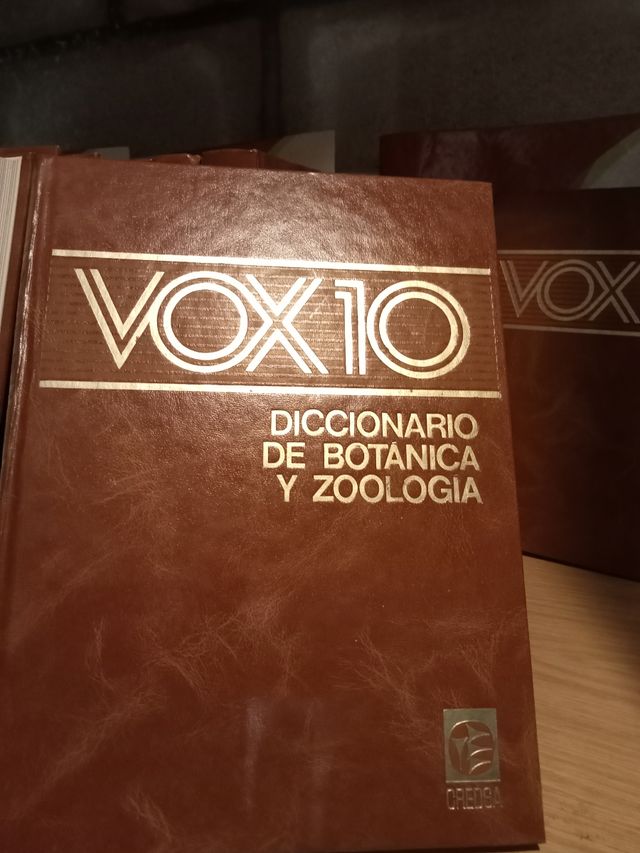 VOX10
DICCIONARIO
DE BOTÁNICA
Y ZOOLOGÍA
CREDSA
VOX